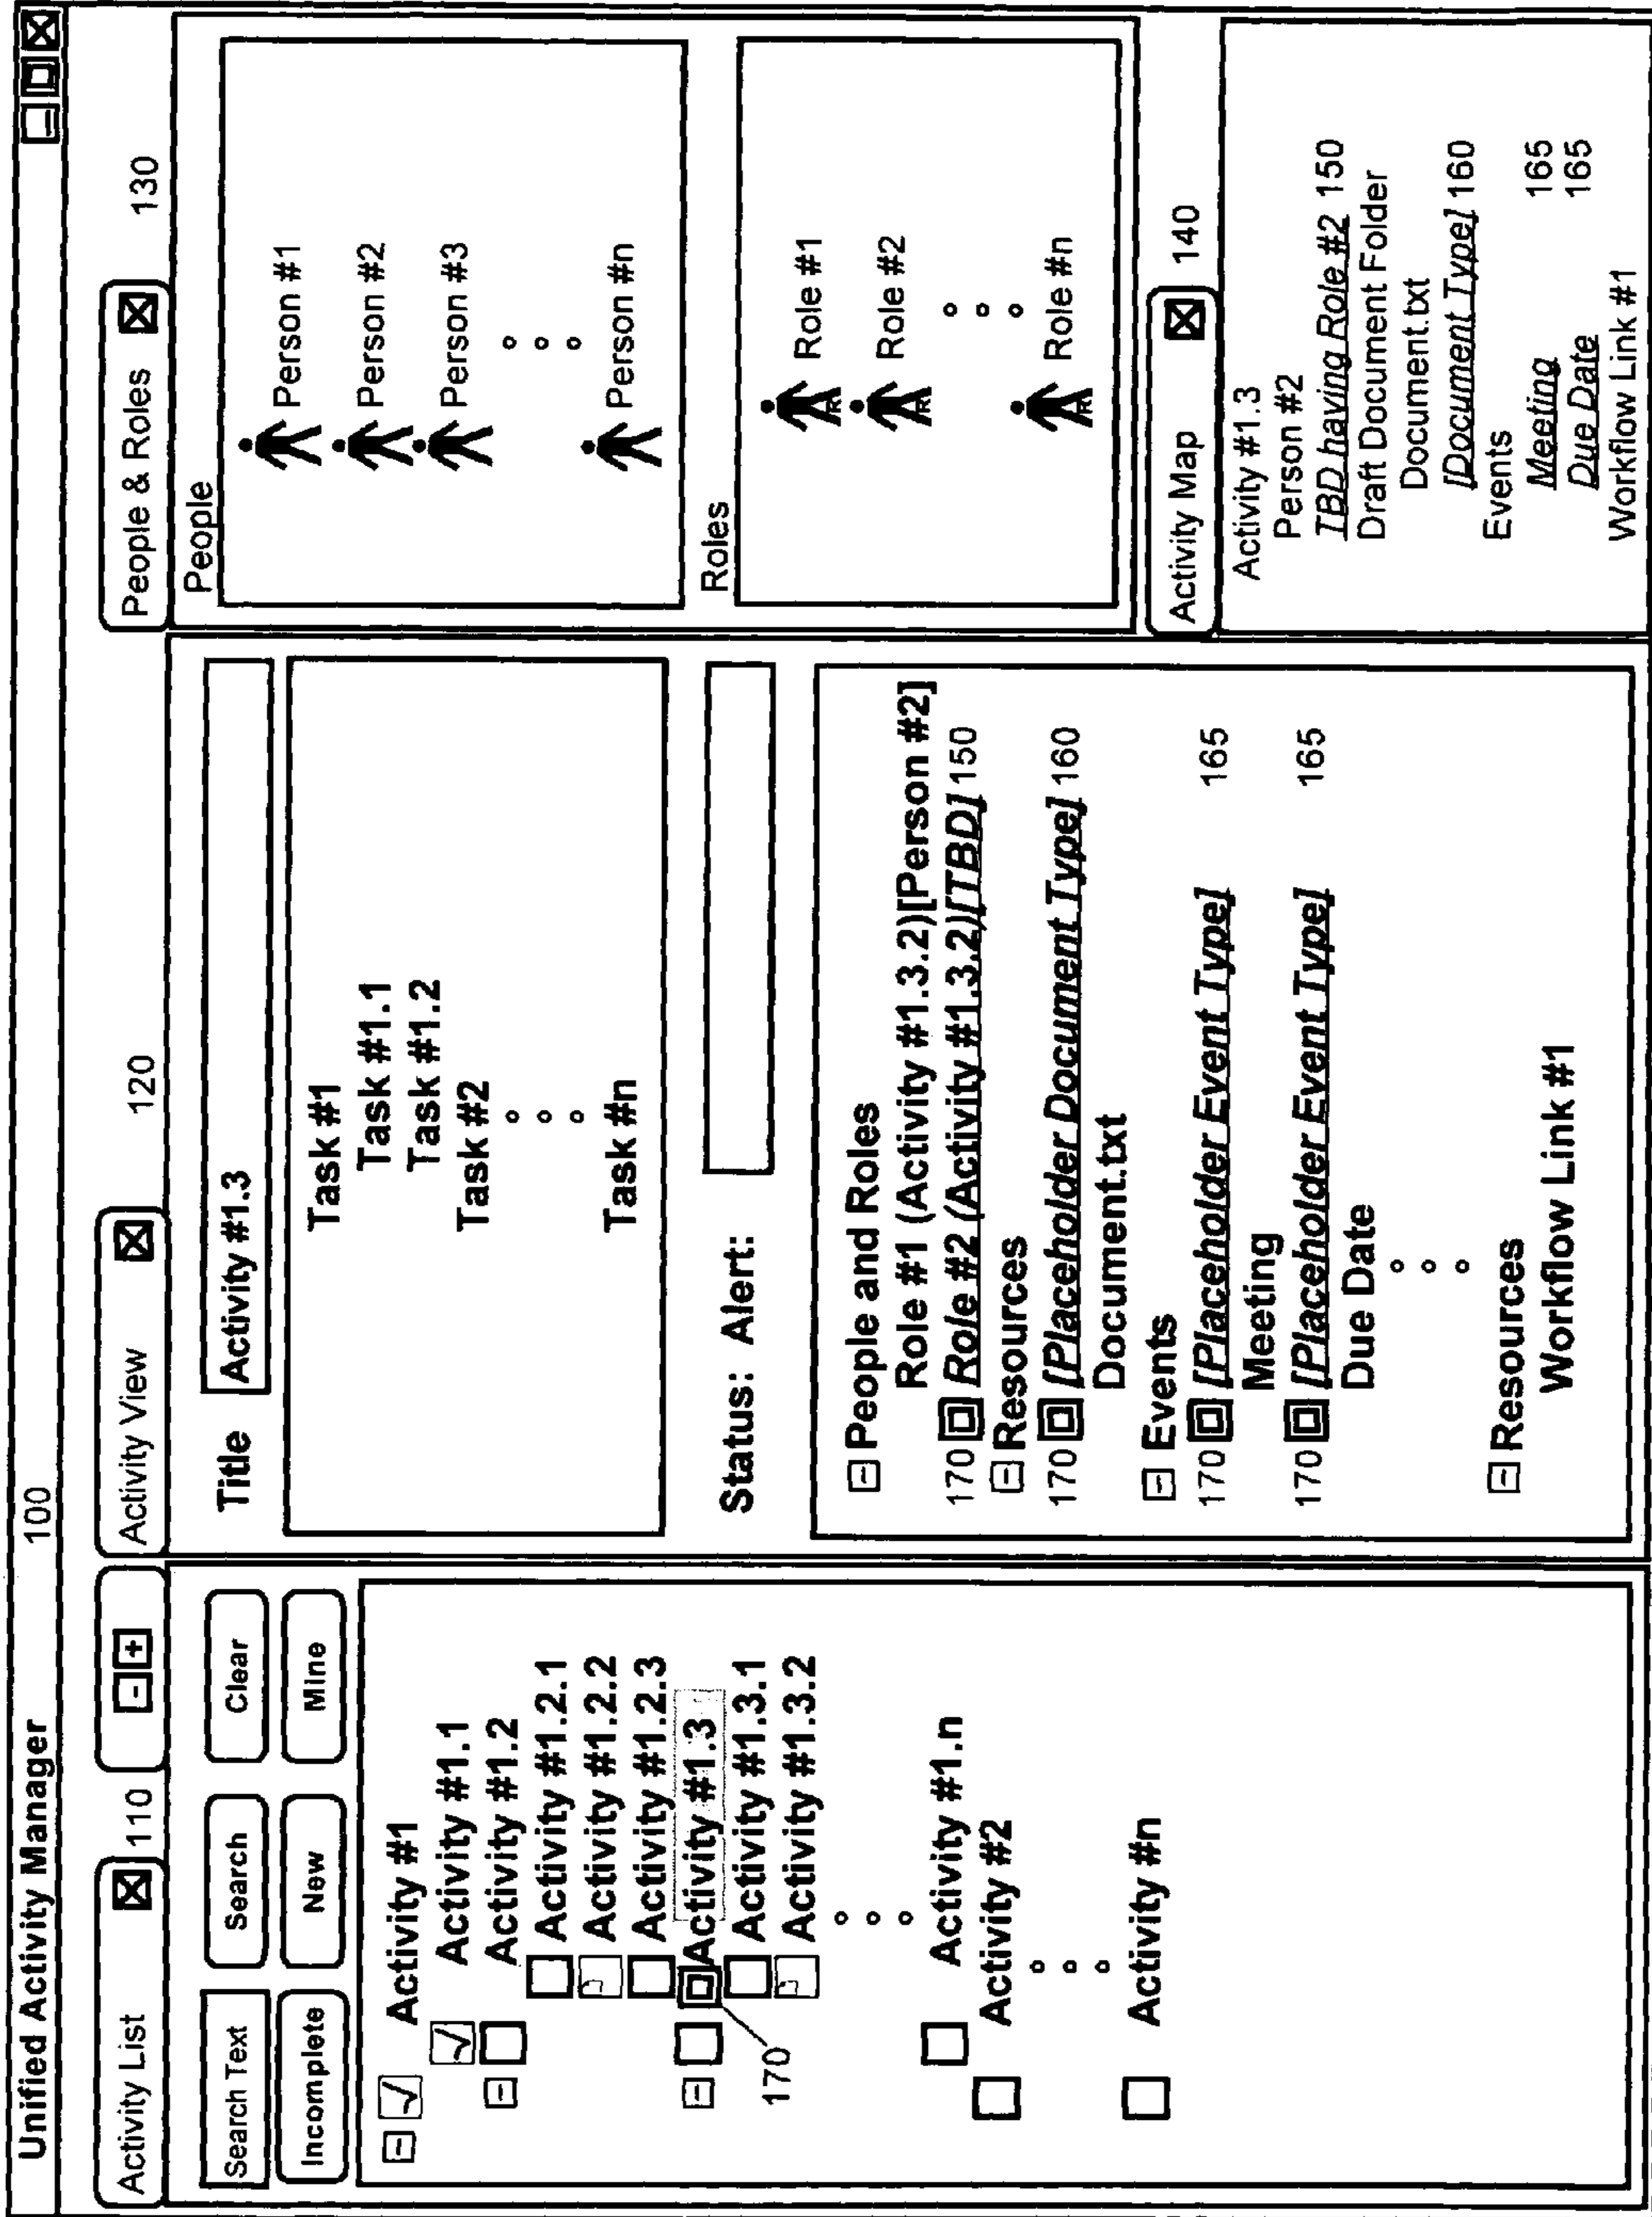 Unified Activity Manager 100
Activity List 110
Search Text Search Clear
Incomplete New Mine
Activity #1
Activity #1.1
Activity #1.2
Activity #1.2.1
Activity #1.2.2
Activity #1.2.3
Activity #1.3
Activity #1.3.1
170
Activity #1.3.2
Activity #1.n
Activity #2
Activity #n
Activity View 120
Title Activity #1.3
Task #1
Task #1.1
Task #1.2
Task #2
Task #n
Status: Alert:
People and Roles
Role #1 (Activity #1.3.2)[Person #2]
170 Role #2 (Activity #1.3.2)[TBD] 150
Resources
170 [Placeholder Document Type] 160
Document.txt
Events
170 [Placeholder Event Type] 165
Meeting
170 [Placeholder Event Type] 165
Due Date
Resources
Workflow Link #1
People & Roles 130
People
Person #1
Person #2
Person #3
Person #n
Roles
Role #1
Role #2
Role #n
Activity Map 140
Activity #1.3
Person #2
TBD having Role #2 150
Draft Document Folder
Document.txt
[Document Type] 160
Events
Meeting 165
Due Date 165
Workflow Link #1